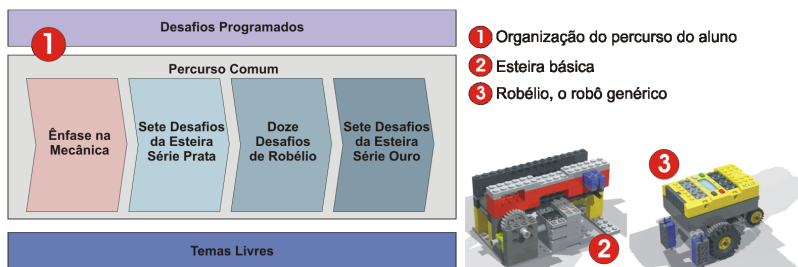 Desafios Programados
1
Percurso Comum
Ênfase na
Mecânica
Sete Desafios
da Esteira
Série Prata
Doze
Desafios
de Robélio
Sete Desafios
da Esteira
Série Ouro
Temas Livres
1 Organização do percurso do aluno
2 Esteira básica
3 Robélio, o robô genérico
2
3